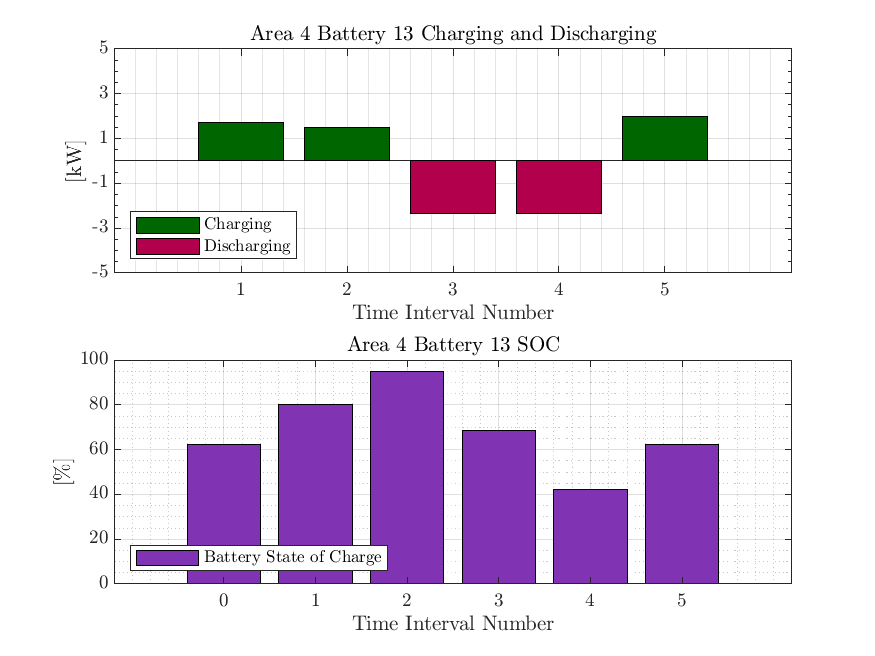 Area 4 Battery 13 Charging and Discharging
5
3
1
-1
-3
-5
[kW]
Charging
Discharging
1 2 3 4 5
Time Interval Number
Area 4 Battery 13 SOC
100
80
60
40
20
0
[%]
Battery State of Charge
0 1 2 3 4 5
Time Interval Number